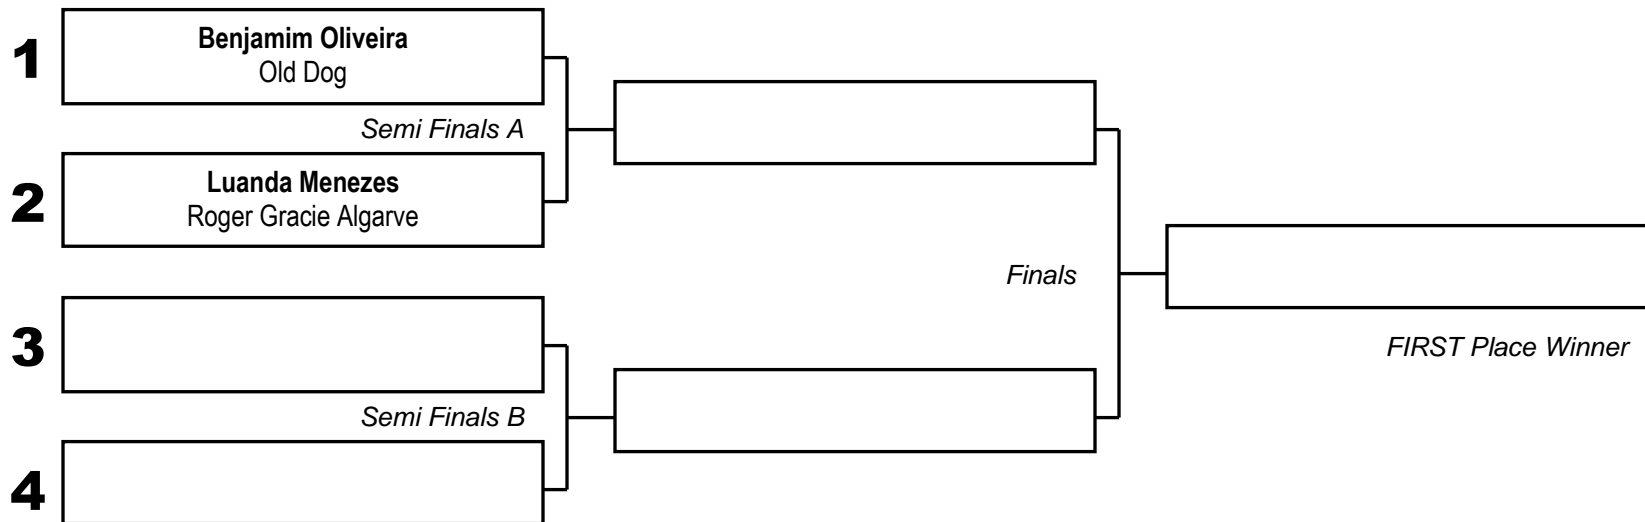 1
Benjamim Oliveira
Old Dog
Semi Finals A
2
Luanda Menezes
Roger Gracie Algarve
Finals
FIRST Place Winner
3
Semi Finals B
4